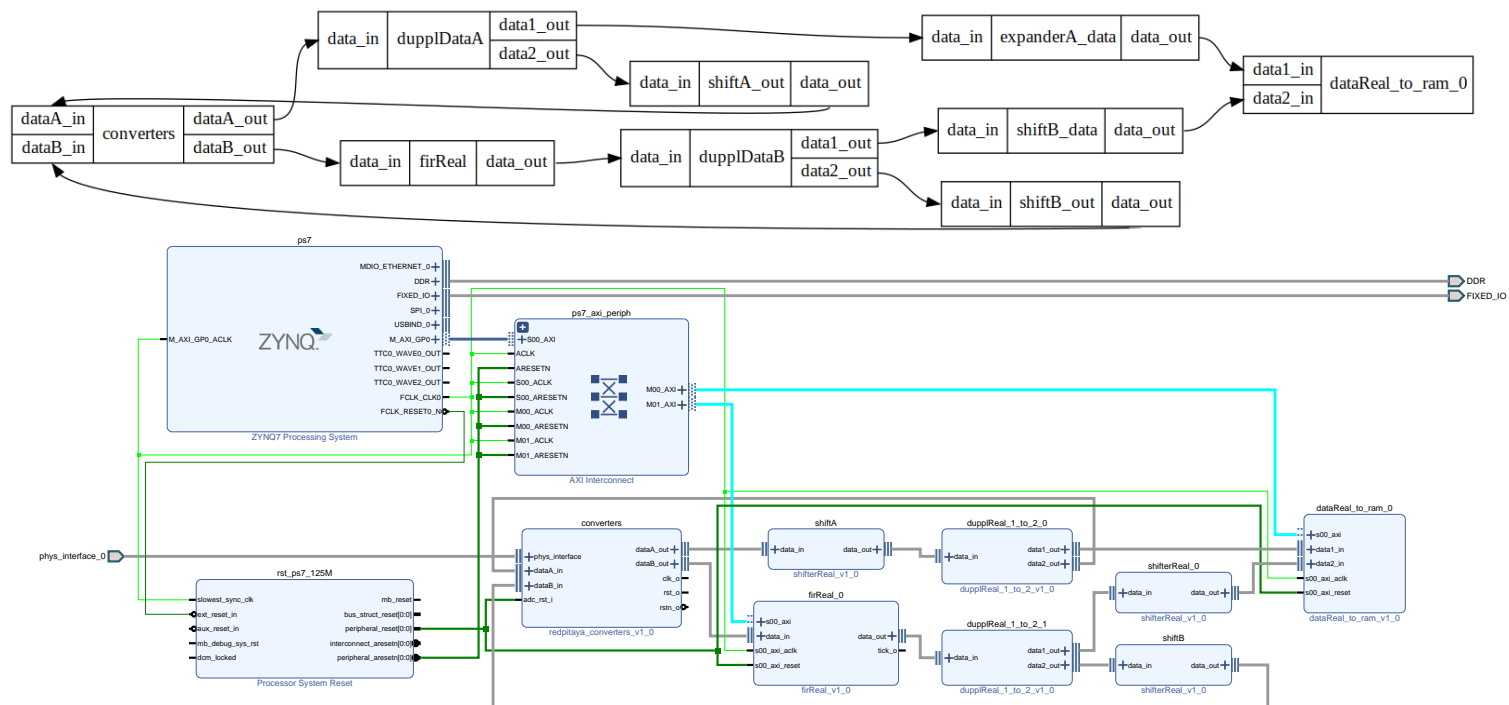 data_in dupplDataA data1_out
data2_out
data_in expanderA_data data_out
data_in shiftA_out data_out
data1_in
data2_in dataReal_to_ram_0
dataA_in converters dataA_out
dataB_in dataB_out
data_in firReal data_out
data_in dupplDataB data1_out
data2_out
data_in shiftB_data data_out
data_in shiftB_out data_out
ps7
MDIO_ETHERNET_0
DDR
FIXED_IO
SPI_0
USBIND_0
M_AXI_GP0
M_AXI_GP0_ACLK
ZYNQ
TTC0_WAVE0_OUT
TTC0_WAVE1_OUT
TTC0_WAVE2_OUT
FCLK_CLK0
FCLK_RESET0_N
ZYNQ7 Processing System
DDR
FIXED_IO
ps7_axi_periph
S00_AXI
ACLK
ARESETN
S00_ACLK
S00_ARESETN
M00_ACLK
M00_ARESETN
M01_ACLK
M01_ARESETN
M00_AXI
M01_AXI
AXI Interconnect
phys_interface_0
converters
phys_interface
dataA_in
dataB_in
adc_rst_i
dataA_out
dataB_out
clk_o
rst_o
rstn_o
redpitaya_converters_v1_0
shiftA
data_in data_out
shifterReal_v1_0
dupplReal_1_to_2_0
data_in
data1_out
data2_out
dupplReal_1_to_2_v1_0
dataReal_to_ram_0
s00_axi
data1_in
data2_in
s00_axi_aclk
s00_axi_reset
dataReal_to_ram_v1_0
rst_ps7_125M
slowest_sync_clk
ext_reset_in
aux_reset_in
mb_debug_sys_rst
dcm_locked
mb_reset
bus_struct_reset[0:0]
peripheral_reset[0:0]
interconnect_aresetn[0:0]
peripheral_aresetn[0:0]
Processor System Reset
firReal_0
s00_axi
data_in
s00_axi_aclk
s00_axi_reset
data_out
tick_o
firReal_v1_0
dupplReal_1_to_2_1
data_in
data1_out
data2_out
dupplReal_1_to_2_v1_0
shifterReal_0
data_in data_out
shifterReal_v1_0
shiftB
data_in data_out
shifterReal_v1_0